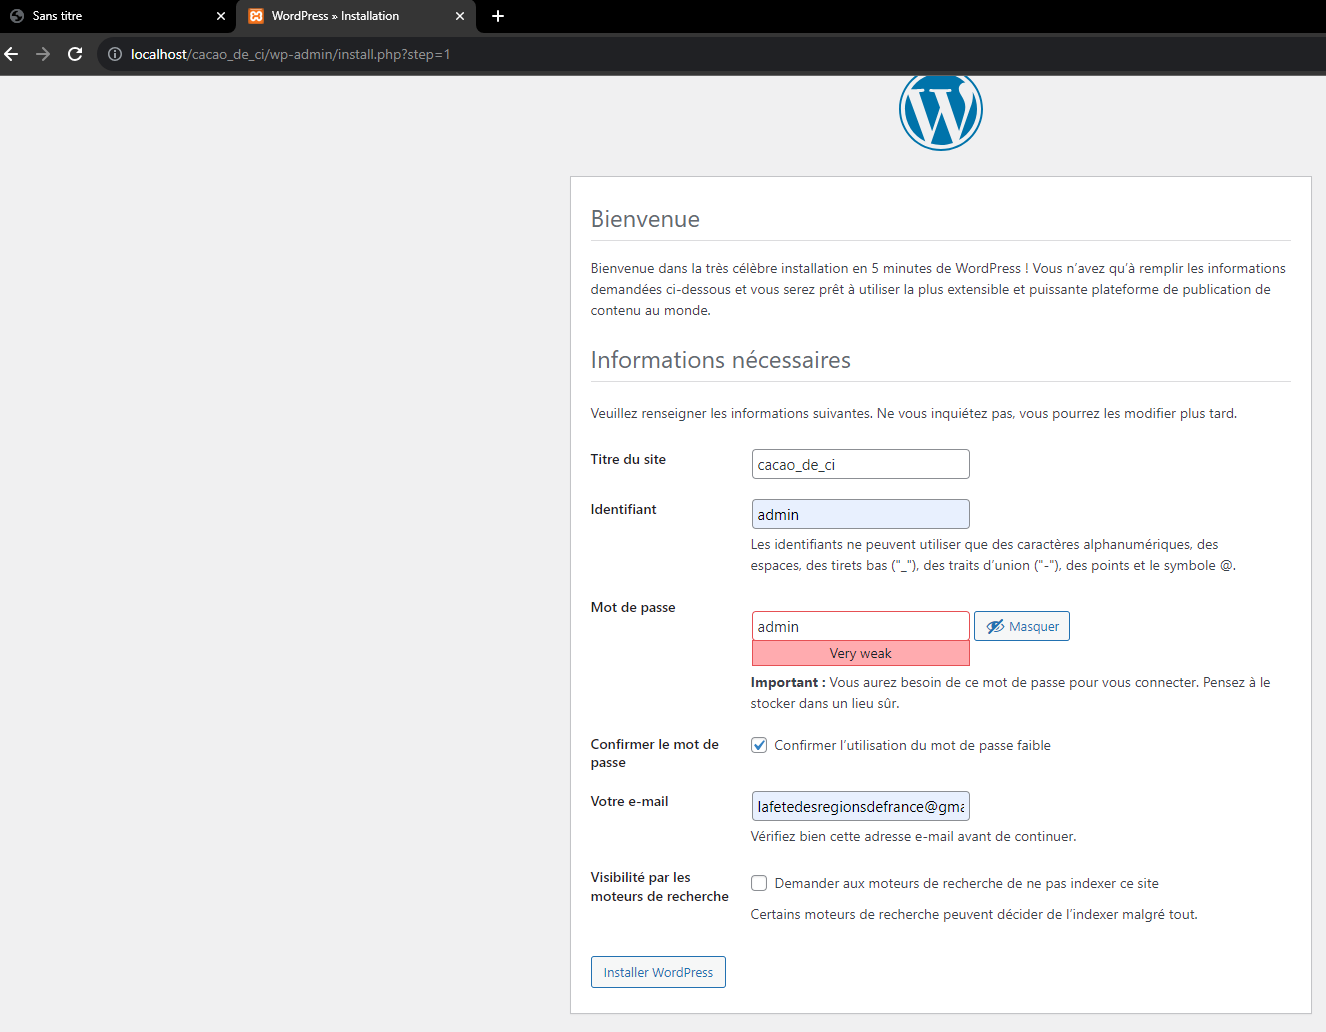 Sans titre
WordPress » Installation
localhost/cacao_de_ci/wp-admin/install.php?step=1
Bienvenue
Bienvenue dans la très célèbre installation en 5 minutes de WordPress ! Vous n’avez qu’à remplir les informations
demandées ci-dessous et vous serez prêt à utiliser la plus extensible et puissante plateforme de publication de
contenu au monde.
Informations nécessaires
Veuillez renseigner les informations suivantes. Ne vous inquiétez pas, vous pourrez les modifier plus tard.
Titre du site
cacao_de_ci
Identifiant
admin
Les identifiants ne peuvent utiliser que des caractères alphanumériques, des
espaces, des tirets bas ("_"), des traits d’union ("-"), des points et le symbole @.
Mot de passe
admin
Masquer
Very weak
Important : Vous aurez besoin de ce mot de passe pour vous connecter. Pensez à le
stocker dans un lieu sûr.
Confirmer le mot de
passe
Confirmer l’utilisation du mot de passe faible
Votre e-mail
lafetedesregionsdefrance@gma
Vérifiez bien cette adresse e-mail avant de continuer.
Visibilité par les
moteurs de recherche
Demander aux moteurs de recherche de ne pas indexer ce site
Certains moteurs de recherche peuvent décider de l’indexer malgré tout.
Installer WordPress